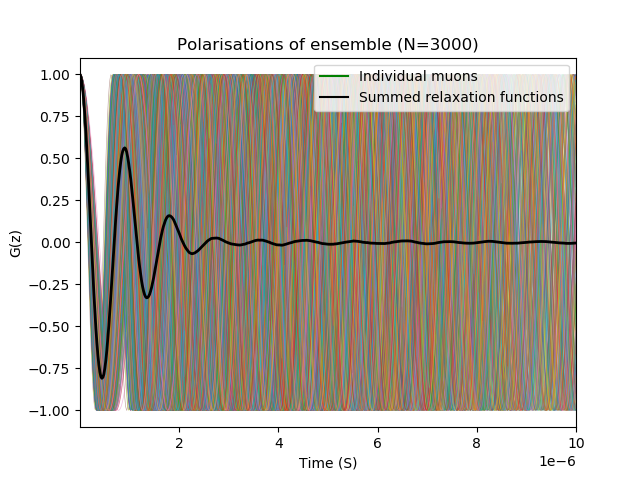 Polarisations of ensemble (N=3000)
Individual muons
Summed relaxation functions
1.00
0.75
0.50
0.25
0.00
−0.25
−0.50
−0.75
−1.00
G(z)
2
4
6
8
10
1e−6
Time (S)